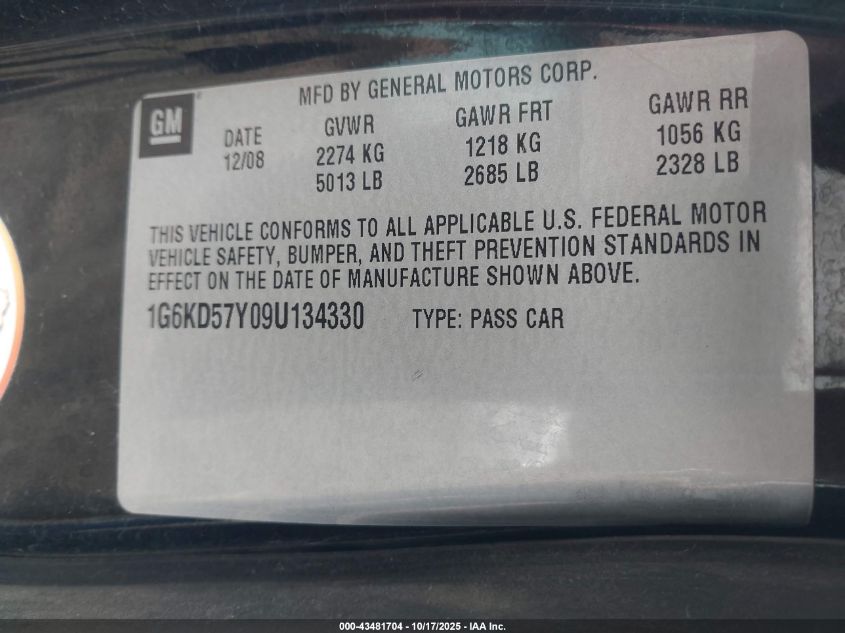 MFD BY GENERAL MOTORS CORP.
GM®
DATE GVWR GAWR FRT GAWR RR
12/08 2274 KG 1218 KG 1056 KG
5013 LB 2685 LB 2328 LB
THIS VEHICLE CONFORMS TO ALL APPLICABLE U.S. FEDERAL MOTOR
VEHICLE SAFETY, BUMPER, AND THEFT PREVENTION STANDARDS IN
EFFECT ON THE DATE OF MANUFACTURE SHOWN ABOVE.
1G6KD57Y09U134330 TYPE: PASS CAR
000-43481704 - 10/17/2025 - IAA Inc.